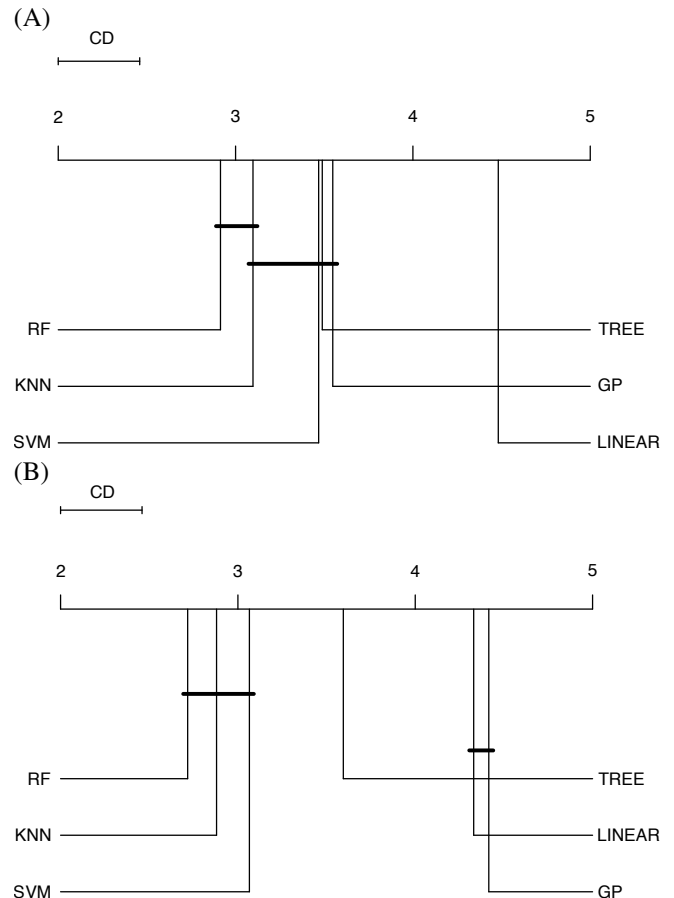 (A)
CD
2 3 4 5
RF TREE
KNN GP
SVM LINEAR
(B)
CD
2 3 4 5
RF TREE
KNN LINEAR
SVM GP